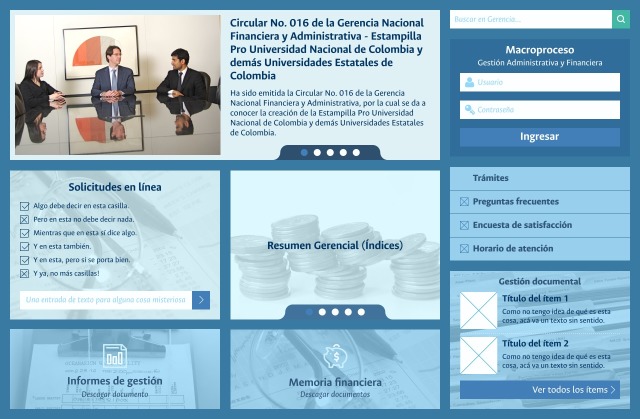 Circular No. 016 de la Gerencia Nacional
Financiera y Administrativa - Estampilla
Pro Universidad Nacional de Colombia y
demás Universidades Estatales de
Colombia
Ha sido emitida la Circular No. 016 de la Gerencia
Nacional Financiera y Administrativa, por la cual se da a
conocer la creación de la Estampilla Pro Universidad
Nacional de Colombia y demás Universidades Estatales
de Colombia.
Buscar en Gerencia...
Macroproceso
Gestión Administrativa y Financiera
Usuario
Contraseña
Ingresar
Solicitudes en línea
Algo debe decir en esta casilla.
Pero en esta no debe decir nada.
Mientras que en esta sí dice algo.
Y en esta también.
Y en esta, pero si se porta bien.
Y ya, no más casillas!
Una entrada de texto para alguna cosa misteriosa
Resumen Gerencial (Índices)
Trámites
Preguntas frecuentes
Encuesta de satisfacción
Horario de atención
Informes de gestión
Descagar documento
Memoria financiera
Descagar documentos
Gestión documental
Título del ítem 1
Como no tengo idea de qué es esta
cosa, acá va un texto sin sentido.
Título del ítem 2
Como no tengo idea de qué es esta
cosa, acá va un texto sin sentido.
Ver todos los ítems